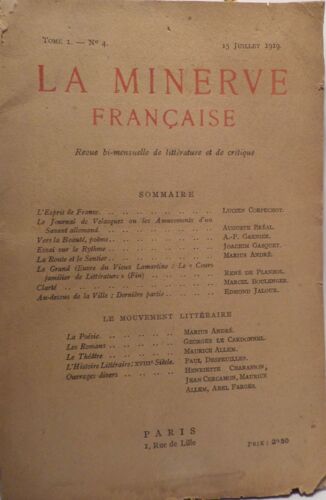 Tome 1. — N° 4. 15 Juillet 1919.
LA MINERVE
FRANÇAISE
Revue bi-mensuelle de littérature et de critique
SOMMAIRE
L'Esprit de France. .. .. .. .. .. .. .. Lucien Corpechot.
Le Journal de Velasquez ou les Amusements d'un
Savant allemand. .. .. .. .. .. .. .. Auguste Bréal.
Vers la Beauté, poème.. .. .. .. .. .. .. A.-P. Garnier.
Essai sur le Rythme .. .. .. .. .. .. .. Joachim Gasquet.
La Route et le Sentier.. .. .. .. .. .. .. Marius André.
La Grand Œuvre du Vieux Lamartine : Le « Cours
familier de Littérature » (Fin) .. .. .. .. René de Planhol.
Clarté .. .. .. .. .. .. .. Marcel Boulenger.
Au-dessus de la Ville : Dernière partie.. .. .. .. Edmond Jaloux.
LE MOUVEMENT LITTÉRAIRE
La Poésie. .. .. .. .. .. Marius André.
Les Romans .. .. .. .. .. Georges le Cardonnel.
Le Théâtre .. .. .. .. .. Maurice Allem.
L'Histoire Littéraire: XVIIIe Siècle. Paul Despreuilles.
Ouvrages divers .. .. .. .. Henriette Charasson,
Jean Cercamon, Maurice
Allem, Abel Farges.
PARIS
2, Rue de Lille Prix: 2f50